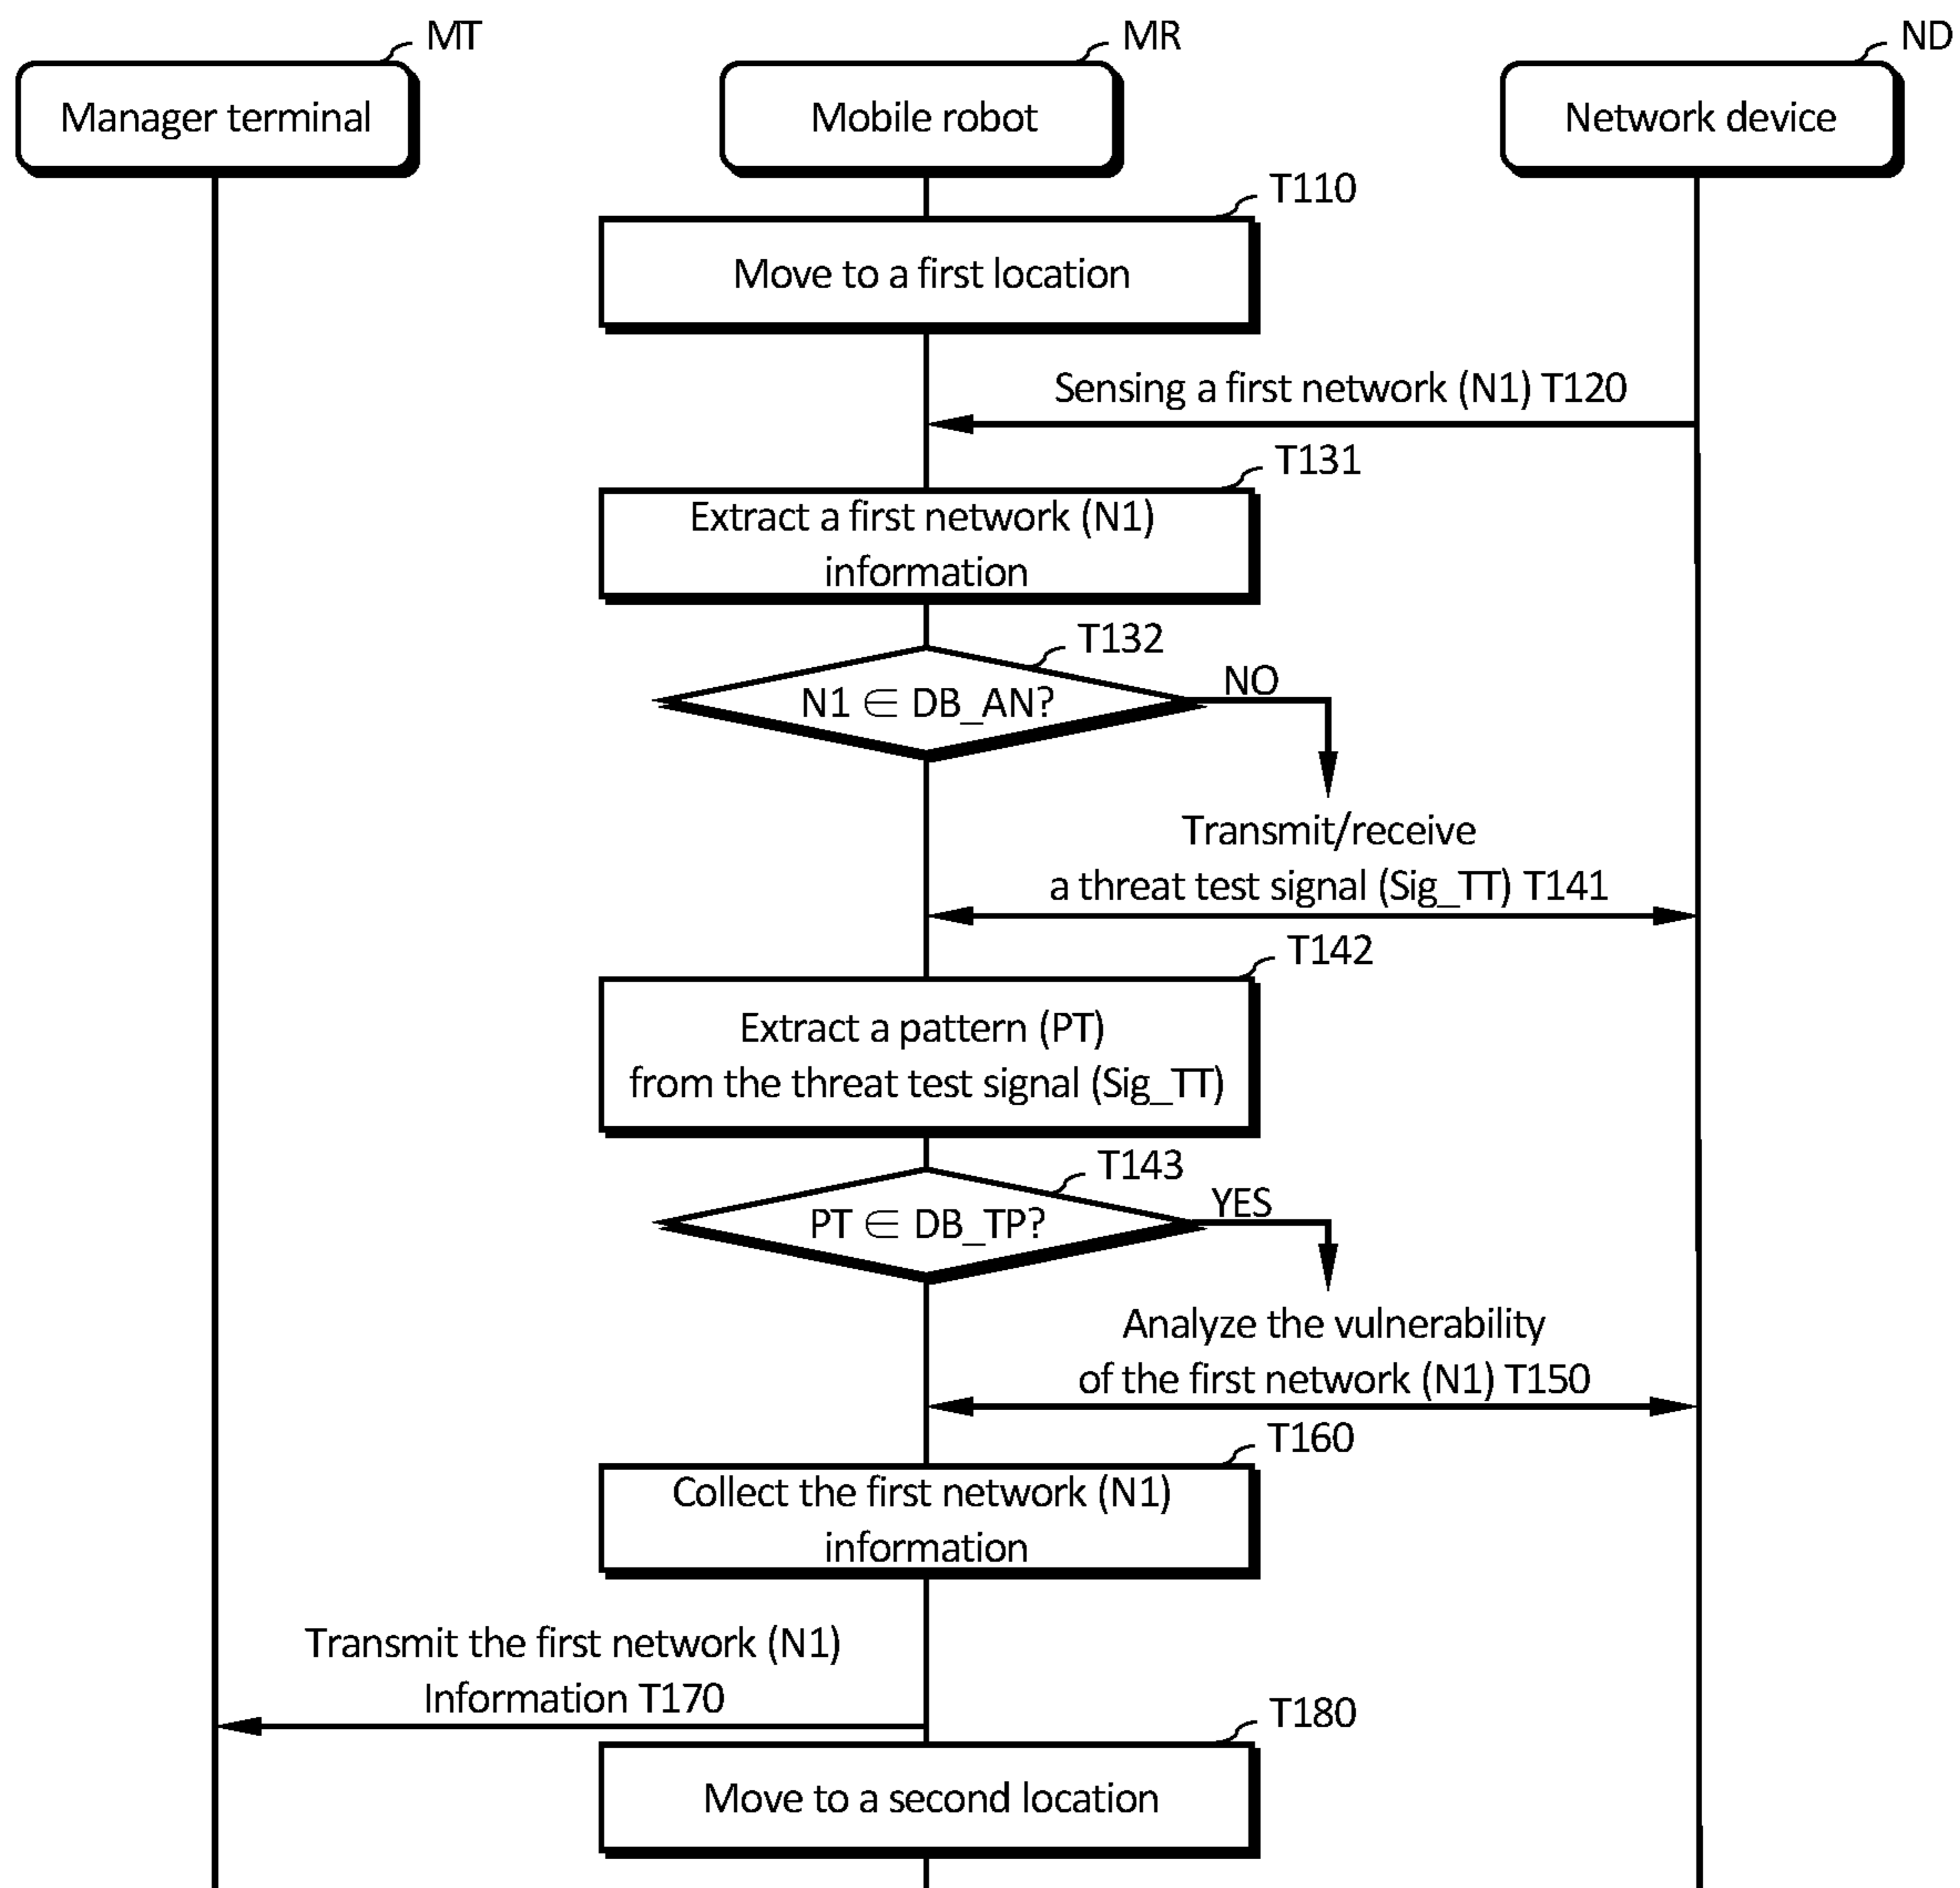 MT
MR
ND
Manager terminal
Mobile robot
Network device
T110
Move to a first location
Sensing a first network (N1) T120
T131
Extract a first network (N1)
information
T132
N1 ∈ DB_AN?
NO
Transmit/receive
a threat test signal (Sig_TT) T141
T142
Extract a pattern (PT)
from the threat test signal (Sig_TT)
T143
PT ∈ DB_TP?
YES
Analyze the vulnerability
of the first network (N1) T150
T160
Collect the first network (N1)
information
Transmit the first network (N1)
Information T170
T180
Move to a second location